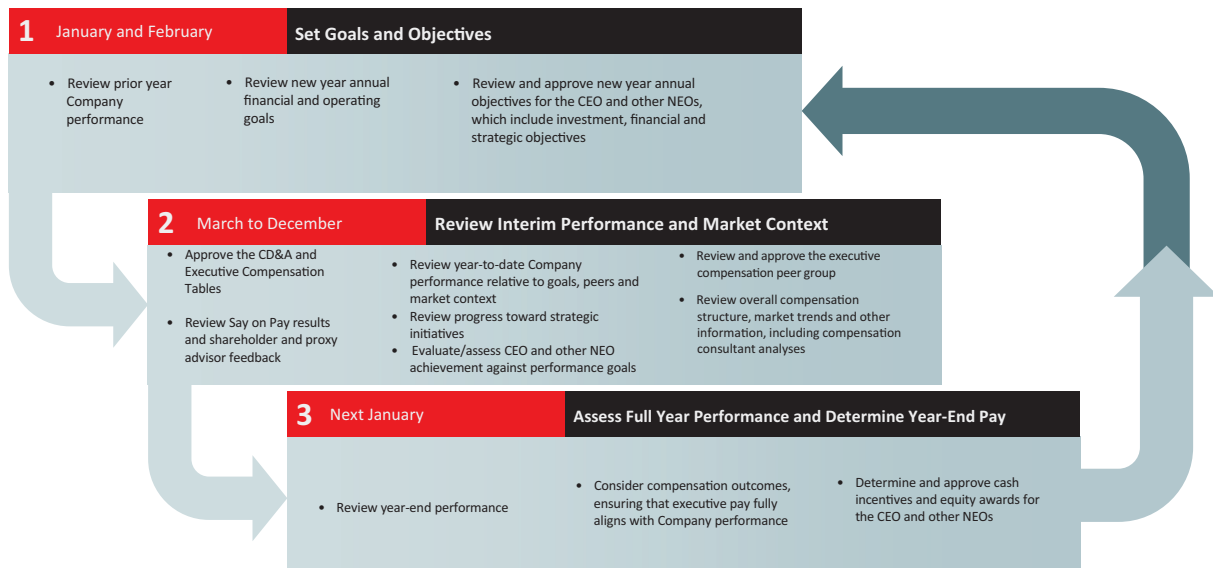 1 January and February Set Goals and Objectives
• Review prior year
Company
performance
• Review new year annual
financial and operating
goals
• Review and approve new year annual
objectives for the CEO and other NEOs,
which include investment, financial and
strategic objectives
2 March to December Review Interim Performance and Market Context
• Approve the CD&A and
Executive Compensation
Tables
• Review Say on Pay results
and shareholder and proxy
advisor feedback
• Review year-to-date Company
performance relative to goals, peers and
market context
• Review progress toward strategic
initiatives
• Evaluate/assess CEO and other NEO
achievement against performance goals
• Review and approve the executive
compensation peer group
• Review overall compensation
structure, market trends and other
information, including compensation
consultant analyses
3 Next January Assess Full Year Performance and Determine Year-End Pay
• Review year-end performance
• Consider compensation outcomes,
ensuring that executive pay fully
aligns with Company performance
• Determine and approve cash
incentives and equity awards for
the CEO and other NEOs